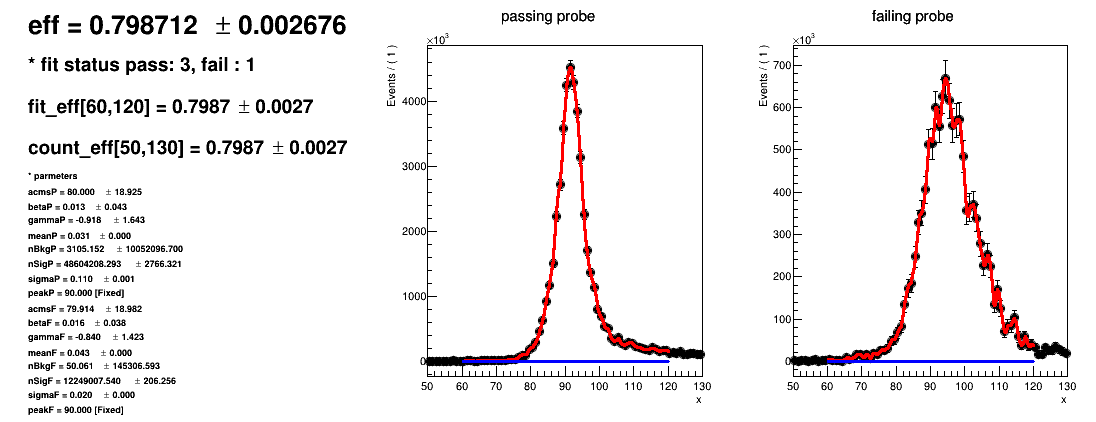 eff = 0.798712 ± 0.002676
* fit status pass: 3, fail : 1
fit_eff[60,120] = 0.7987 ± 0.0027
count_eff[50,130] = 0.7987 ± 0.0027
* parmeters
acmsP = 80.000 ± 18.925
betaP = 0.013 ± 0.043
gammaP = -0.918 ± 1.643
meanP = 0.031 ± 0.000
nBkgP = 3105.152 ± 10052096.700
nSigP = 48604208.293 ± 2766.321
sigmaP = 0.110 ± 0.001
peakP = 90.000 [Fixed]
acmsF = 79.914 ± 18.982
betaF = 0.016 ± 0.038
gammaF = -0.840 ± 1.423
meanF = 0.043 ± 0.000
nBkgF = 50.061 ± 145306.593
nSigF = 12249007.540 ± 206.256
sigmaF = 0.020 ± 0.000
peakF = 90.000 [Fixed]
passing probe
×10³
Events / ( 1 )
4000
3000
2000
1000
0
50 60 70 80 90 100 110 120 130
x
failing probe
×10³
Events / ( 1 )
700
600
500
400
300
200
100
0
50 60 70 80 90 100 110 120 130
x